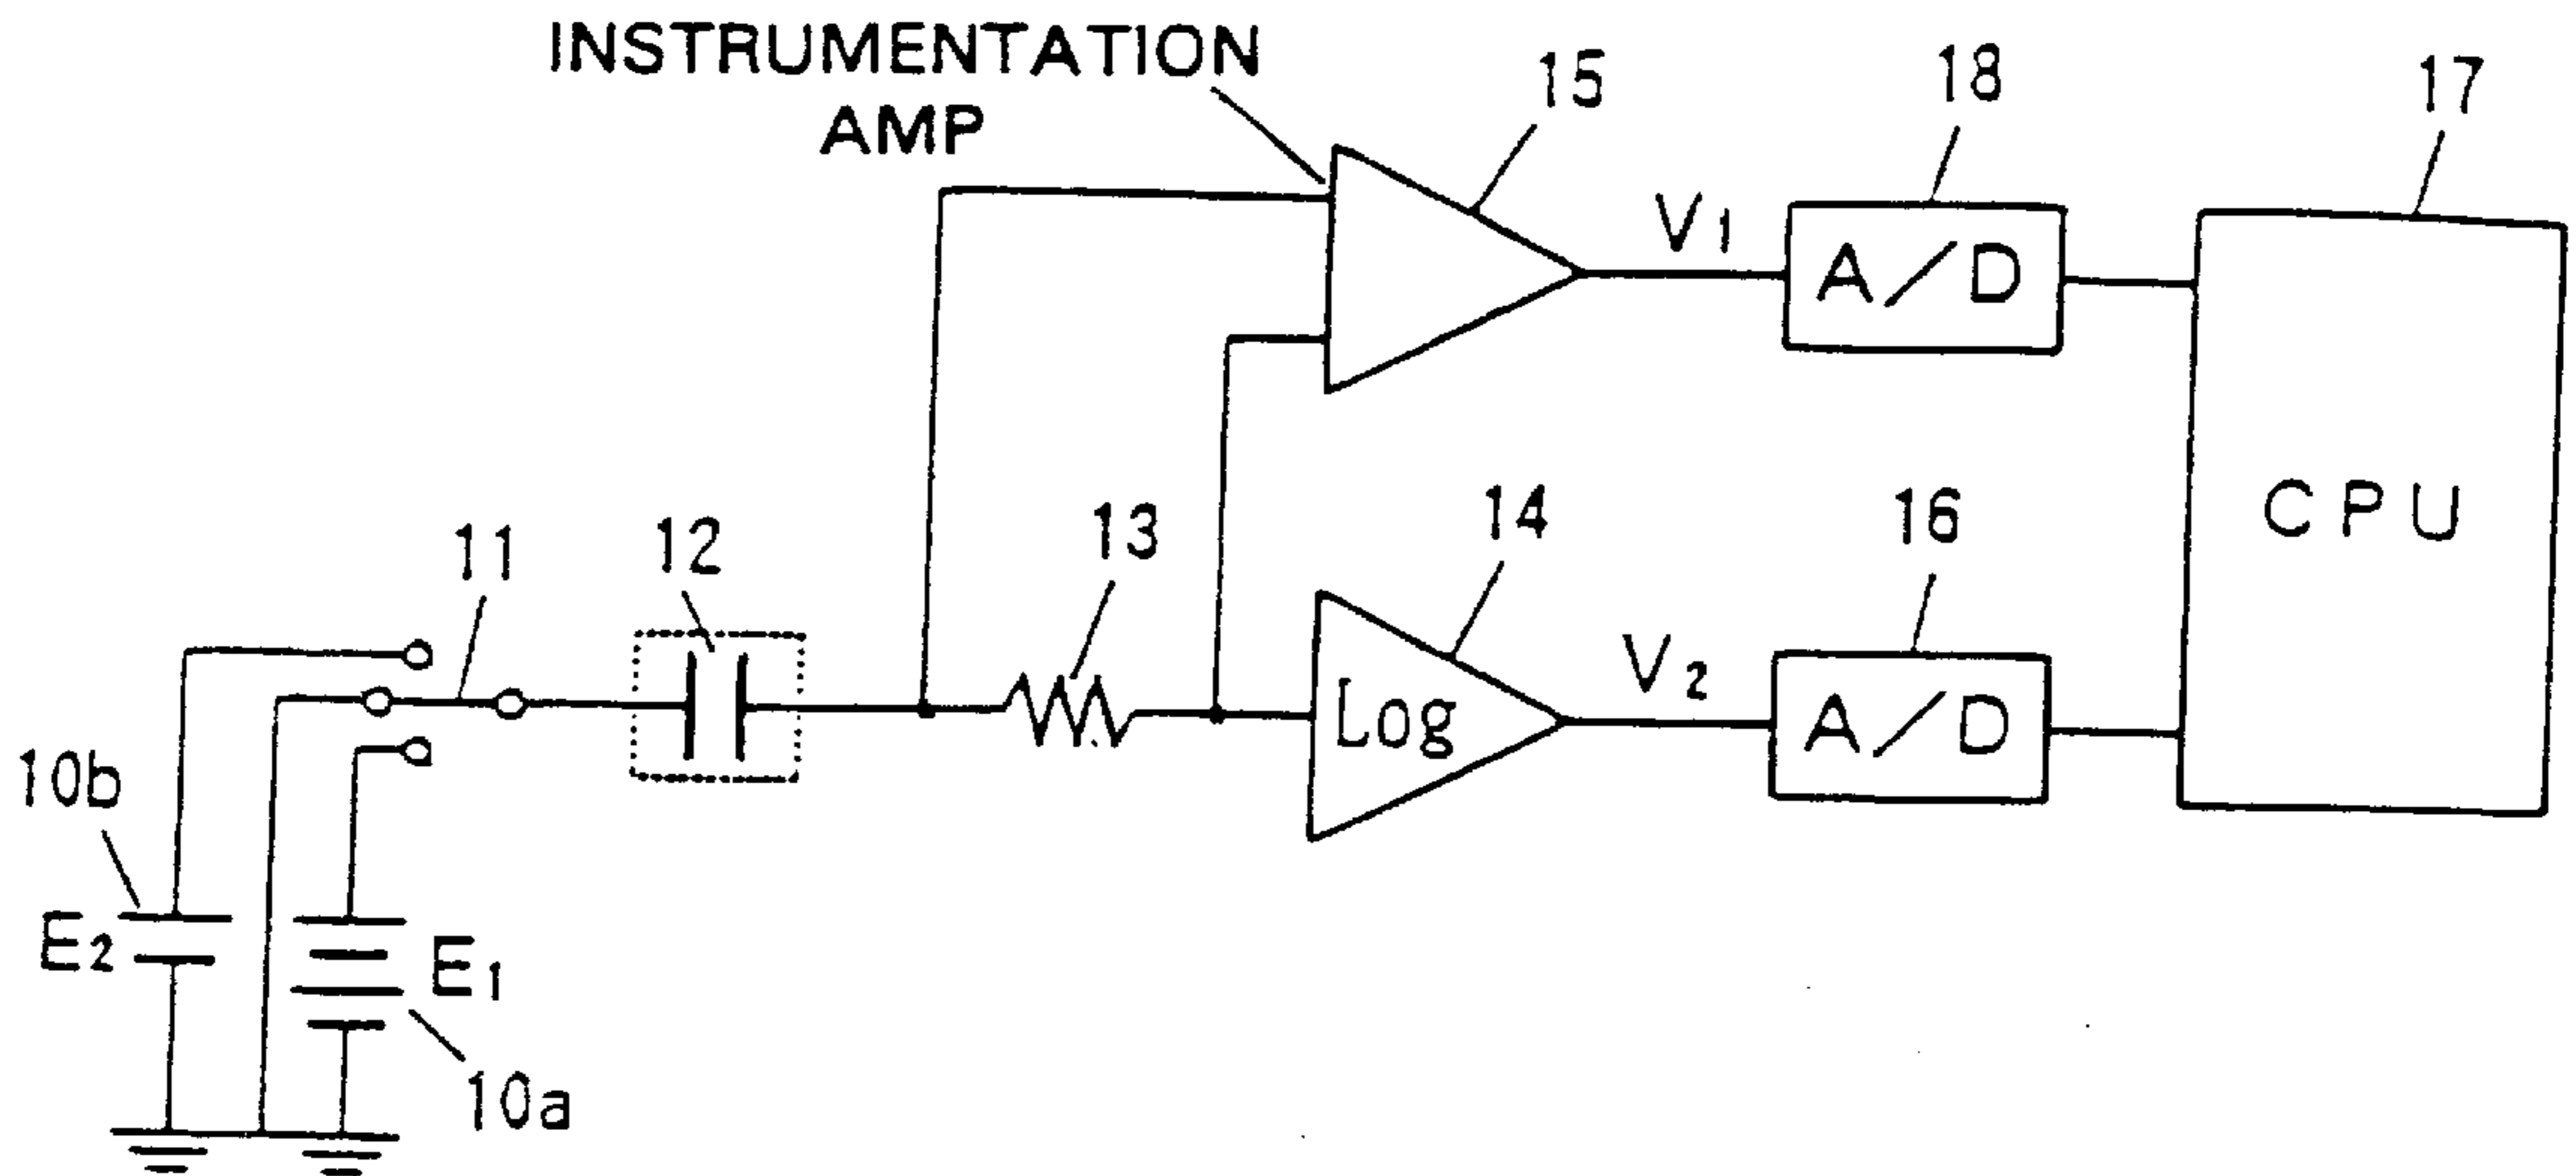 INSTRUMENTATION
AMP
15
18
17
V1
A/D
CPU
11
12
13
14
16
Log
V2
A/D
10b
E2
E1
10a